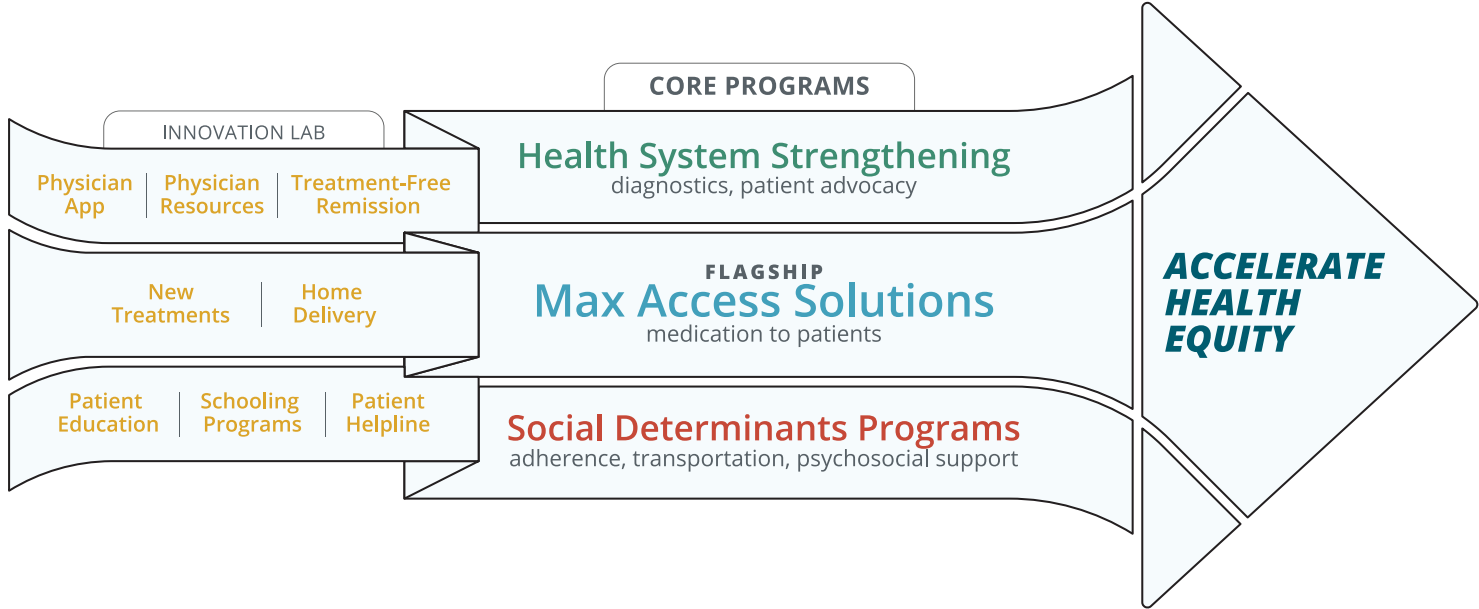 INNOVATION LAB
Physician App
Physician Resources
Treatment-Free Remission
New Treatments
Home Delivery
Patient Education
Schooling Programs
Patient Helpline
CORE PROGRAMS
Health System Strengthening
diagnostics, patient advocacy
FLAGSHIP
Max Access Solutions
medication to patients
Social Determinants Programs
adherence, transportation, psychosocial support
ACCELERATE
HEALTH
EQUITY